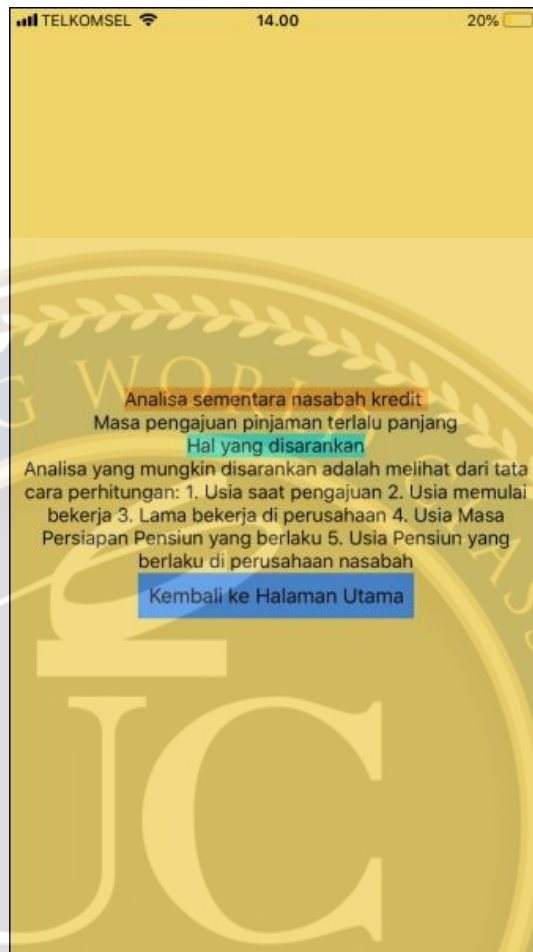 TELKOMSEL 14.00 20%
Analisa sementara nasabah kredit
Masa pengajuan pinjaman terlalu panjang
Hal yang disarankan
Analisa yang mungkin disarankan adalah melihat dari tata
cara perhitungan: 1. Usia saat pengajuan 2. Usia memulai
bekerja 3. Lama bekerja di perusahaan 4. Usia Masa
Persiapan Pensiun yang berlaku 5. Usia Pensiun yang
berlaku di perusahaan nasabah
Kembali ke Halaman Utama
WORL
UC